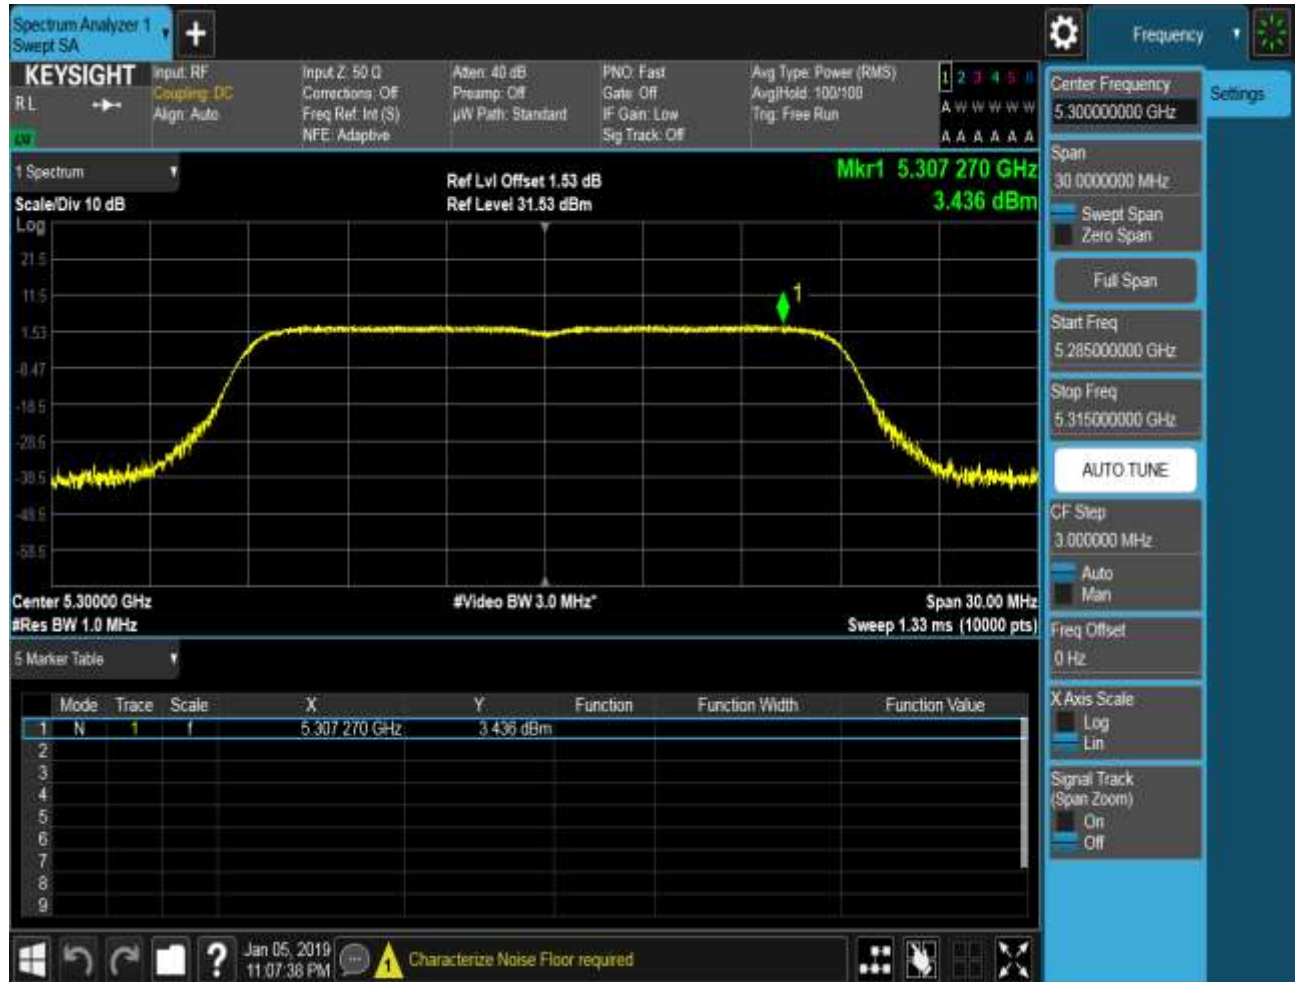 Spectrum Analyzer 1
Swept SA
Frequency
KEYSIGHT
R L
Input: RF
Coupling: DC
Align: Auto
Input Z: 50 Ω
Corrections: Off
Freq Ref: Int (S)
NFE: Adaptive
Atten: 40 dB
Preamp: Off
µW Path: Standard
PNO: Fast
Gate: Off
IF Gain: Low
Sig Track: Off
Avg Type: Power (RMS)
Avg|Hold: 100/100
Trig: Free Run
1 2 3 4 5 6
A W W W W W
A A A A A A
1 Spectrum
Scale/Div 10 dB
Ref Lvl Offset 1.53 dB
Ref Level 31.53 dBm
Mkr1 5.307 270 GHz
3.436 dBm
Log
21.5
11.5
1.53
-8.47
-18.5
-28.5
-38.5
-48.5
-58.5
1
Center 5.30000 GHz
#Res BW 1.0 MHz
#Video BW 3.0 MHz*
Span 30.00 MHz
Sweep 1.33 ms (10000 pts)
5 Marker Table
Mode Trace Scale X Y Function Function Width Function Value
1 N 1 f 5.307 270 GHz 3.436 dBm
2
3
4
5
6
7
8
9
Center Frequency
5.300000000 GHz
Settings
Span
30.0000000 MHz
Swept Span
Zero Span
Full Span
Start Freq
5.285000000 GHz
Stop Freq
5.315000000 GHz
AUTO TUNE
CF Step
3.000000 MHz
Auto
Man
Freq Offset
0 Hz
X Axis Scale
Log
Lin
Signal Track
(Span Zoom)
On
Off
?
Jan 05, 2019
11:07:38 PM
1
Characterize Noise Floor required